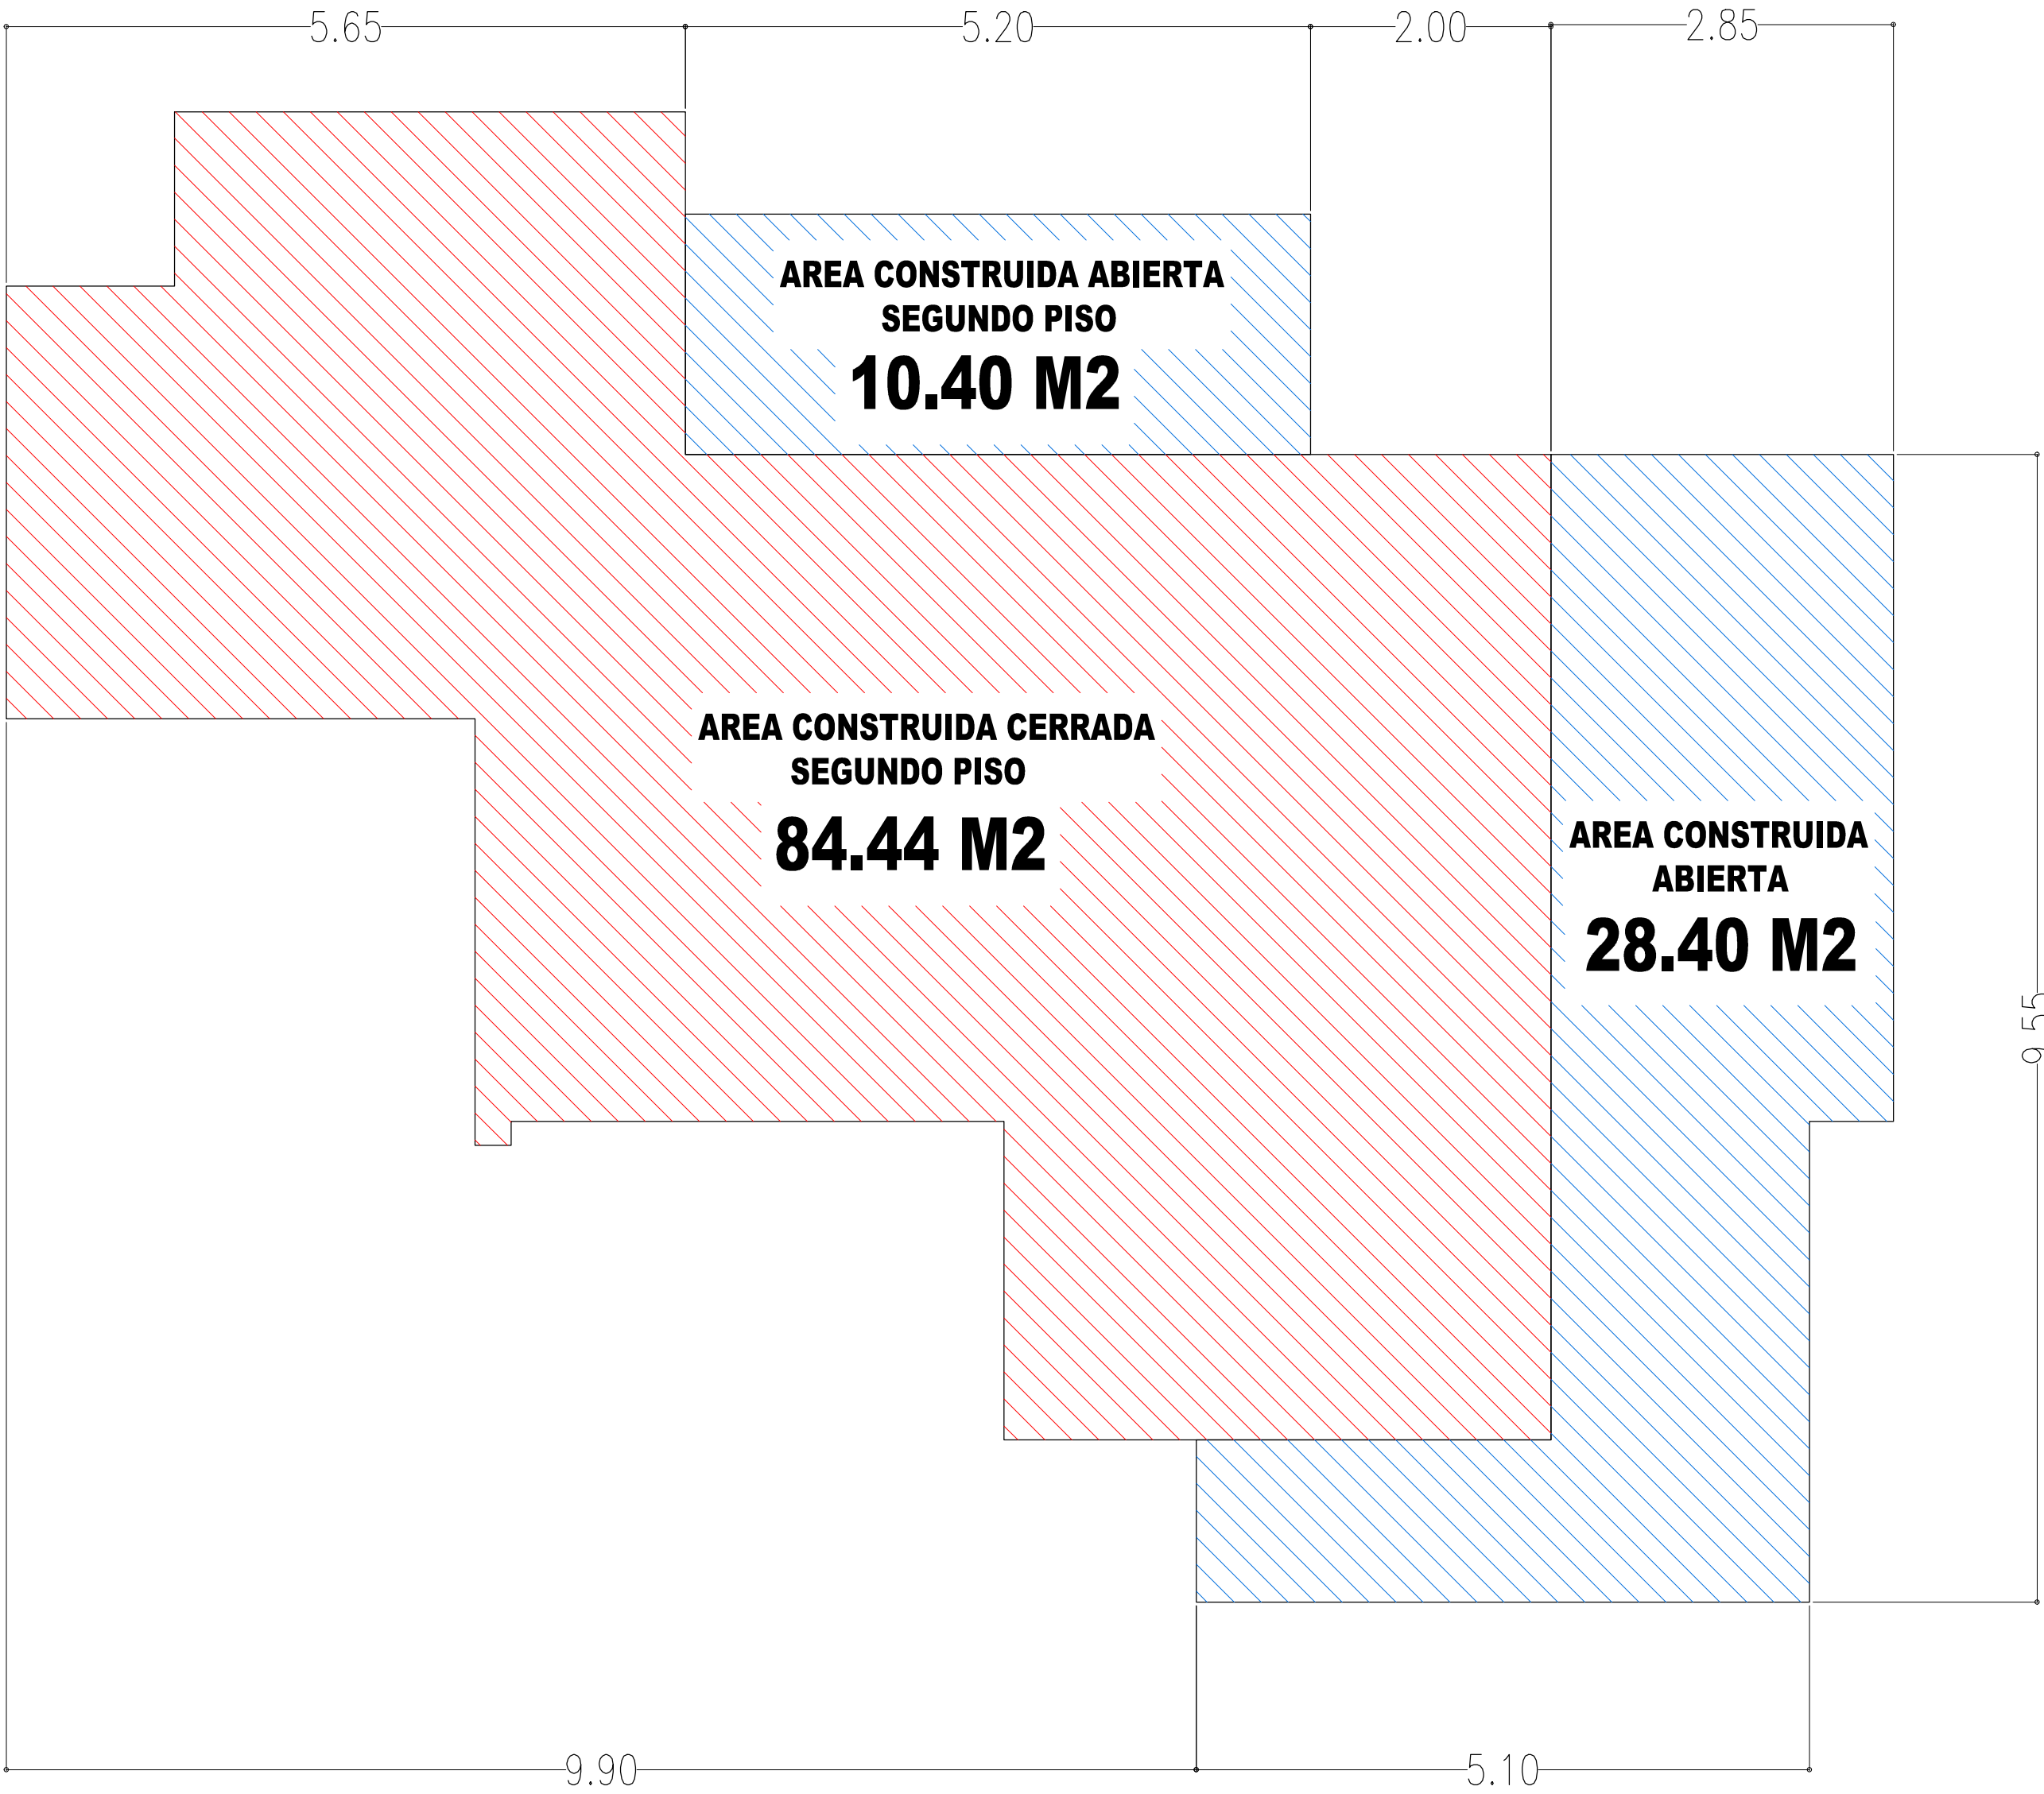 5.65
5.20
2.00
2.85
AREA CONSTRUIDA ABIERTA
SEGUNDO PISO
10.40 M2
AREA CONSTRUIDA CERRADA
SEGUNDO PISO
84.44 M2
AREA CONSTRUIDA
ABIERTA
28.40 M2
9.55
9.90
5.10